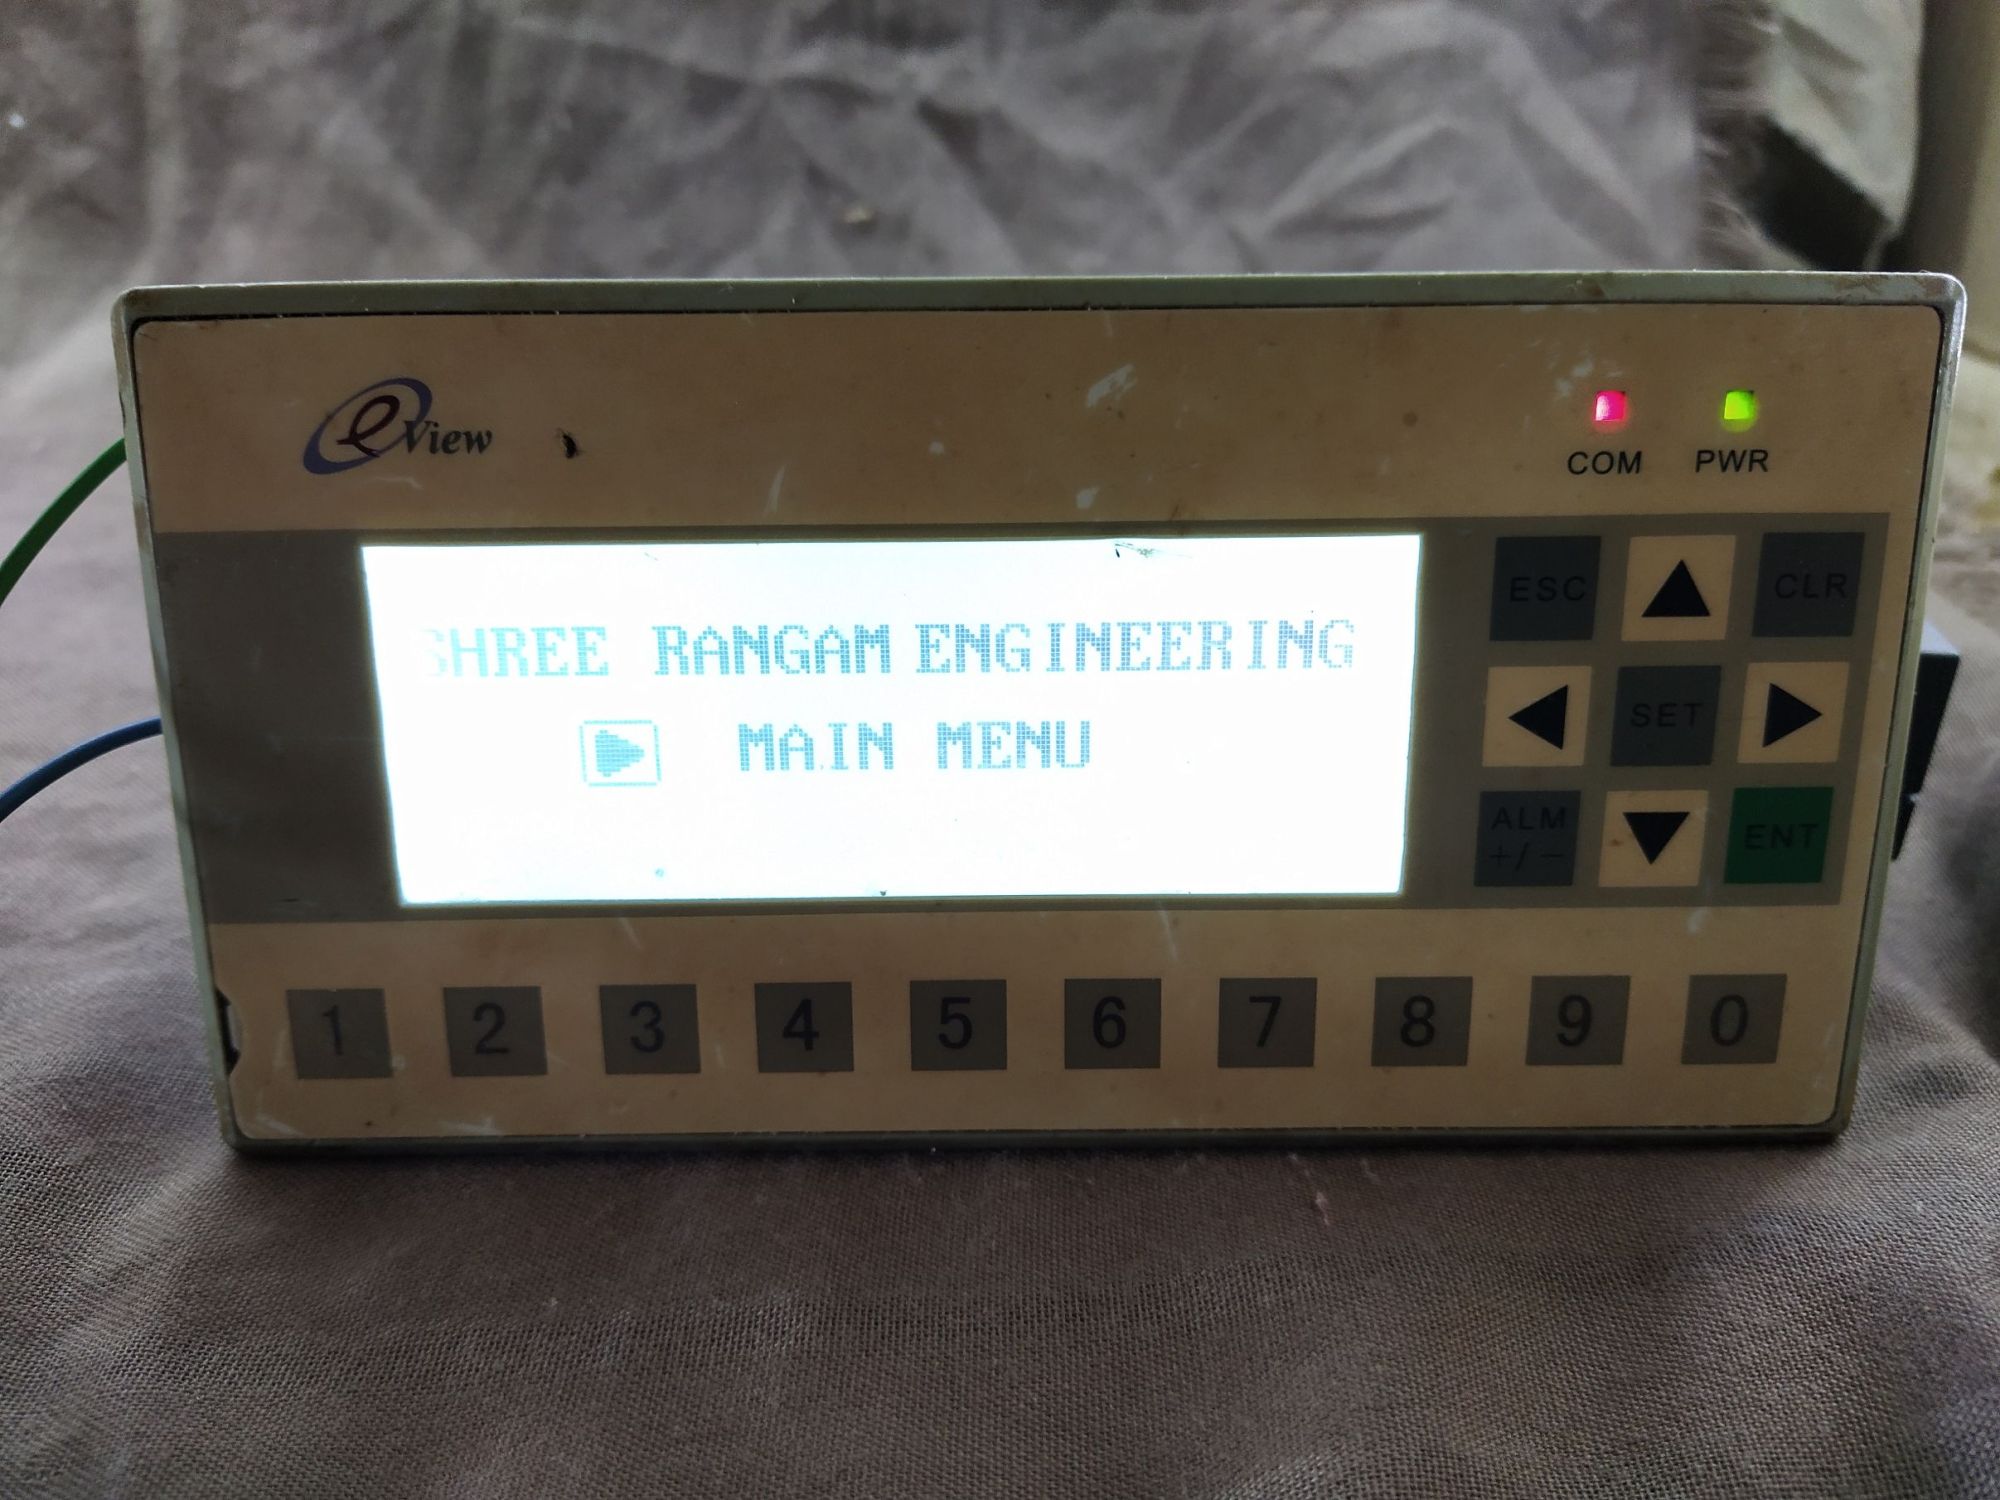 eView
COM PWR
SHREE RANGAM ENGINEERING
MAIN MENU
ESC CLR
SET
ALM
+/-
ENT
1 2 3 4 5 6 7 8 9 0